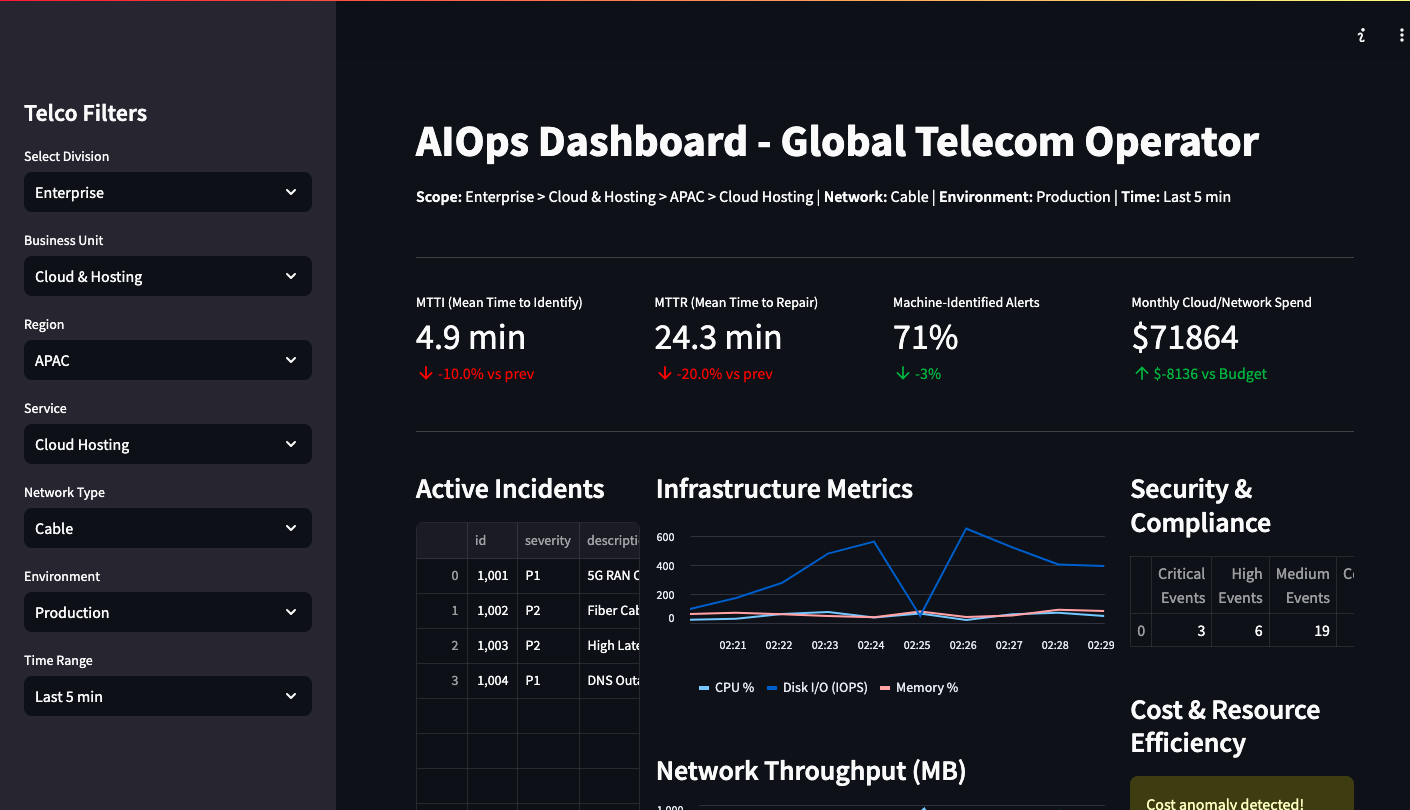 Telco Filters
Select Division
Enterprise
Business Unit
Cloud & Hosting
Region
APAC
Service
Cloud Hosting
Network Type
Cable
Environment
Production
Time Range
Last 5 min
AIOps Dashboard - Global Telecom Operator
Scope: Enterprise > Cloud & Hosting > APAC > Cloud Hosting | Network: Cable | Environment: Production | Time: Last 5 min
MTTI (Mean Time to Identify)
4.9 min
↓ -10.0% vs prev
MTTR (Mean Time to Repair)
24.3 min
↓ -20.0% vs prev
Machine-Identified Alerts
71%
↓ -3%
Monthly Cloud/Network Spend
$71864
↑ $-8136 vs Budget
Active Incidents
id severity descripti
0 1,001 P1 5G RAN
1 1,002 P2 Fiber Cab
2 1,003 P2 High Late
3 1,004 P1 DNS Outa
Infrastructure Metrics
600
400
200
0
02:21 02:22 02:23 02:24 02:25 02:26 02:27 02:28 02:29
CPU % Disk I/O (IOPS) Memory %
Network Throughput (MB)
1,000
Security &
Compliance
Critical High Medium
Events Events Events
0 3 6 19
Cost & Resource
Efficiency
Cost anomaly detected!